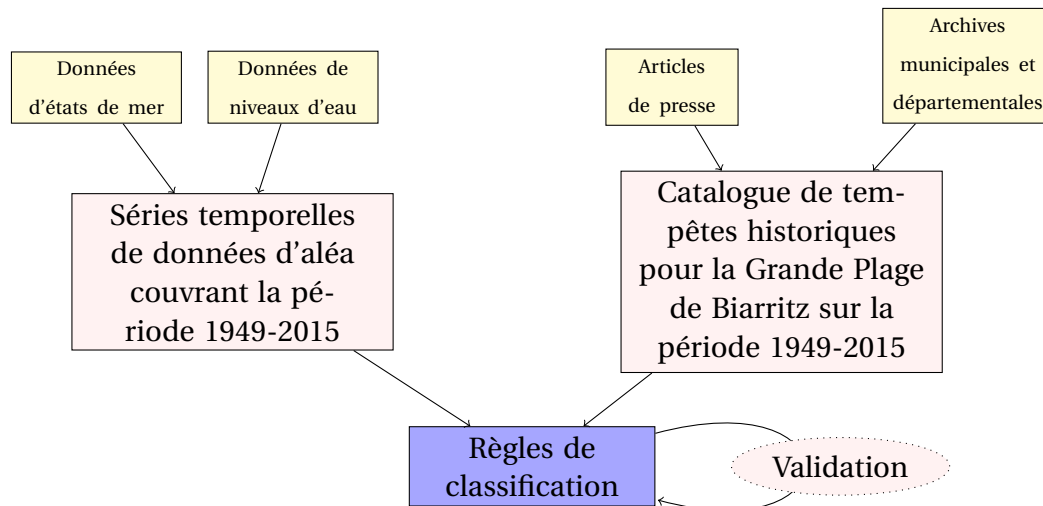 Données
d'états de mer
Données de
niveaux d'eau
Articles
de presse
Archives
municipales et
départementales
Séries temporelles
de données d'aléa
couvrant la pé-
riode 1949-2015
Catalogue de tem-
pêtes historiques
pour la Grande Plage
de Biarritz sur la
période 1949-2015
Règles de
classification
Validation